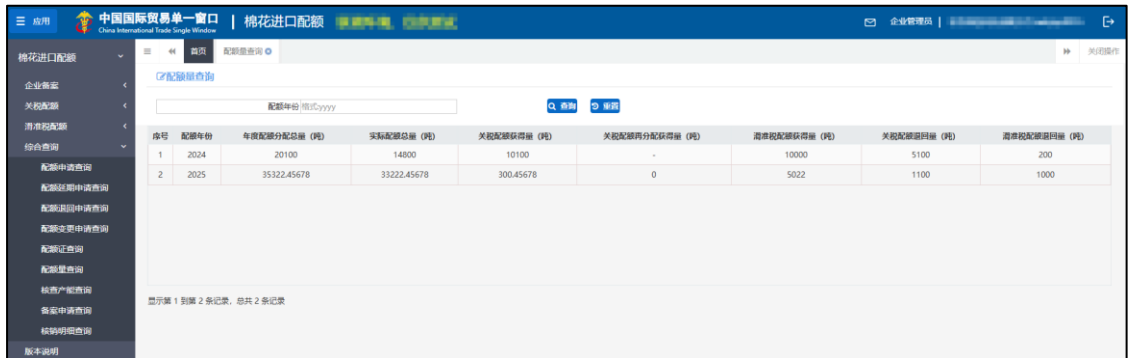 应用 中国国际贸易单一窗口 | 棉花进口配额 企业管理员 |
China International Trade Single Window
棉花进口配额 首页 配额量查询 关闭操作
企业备案
关税配额
滑准税配额
综合查询
配额申请查询
配额延期申请查询
配额退回申请查询
配额变更申请查询
配额证查询
配额量查询
核查产能查询
备案申请查询
核销明细查询
版本说明
配额量查询
配额年份 格式:yyyy 查询 重置
序号 配额年份 年度配额分配总量 (吨) 实际配额总量 (吨) 关税配额获得量 (吨) 关税配额再分配获得量 (吨) 滑准税配额获得量 (吨) 关税配额退回量 (吨) 滑准税配额退回量 (吨)
1 2024 20100 14800 10100 - 10000 5100 200
2 2025 35322.45678 33222.45678 300.45678 0 5022 1100 1000
显示第 1 到第 2 条记录，总共 2 条记录